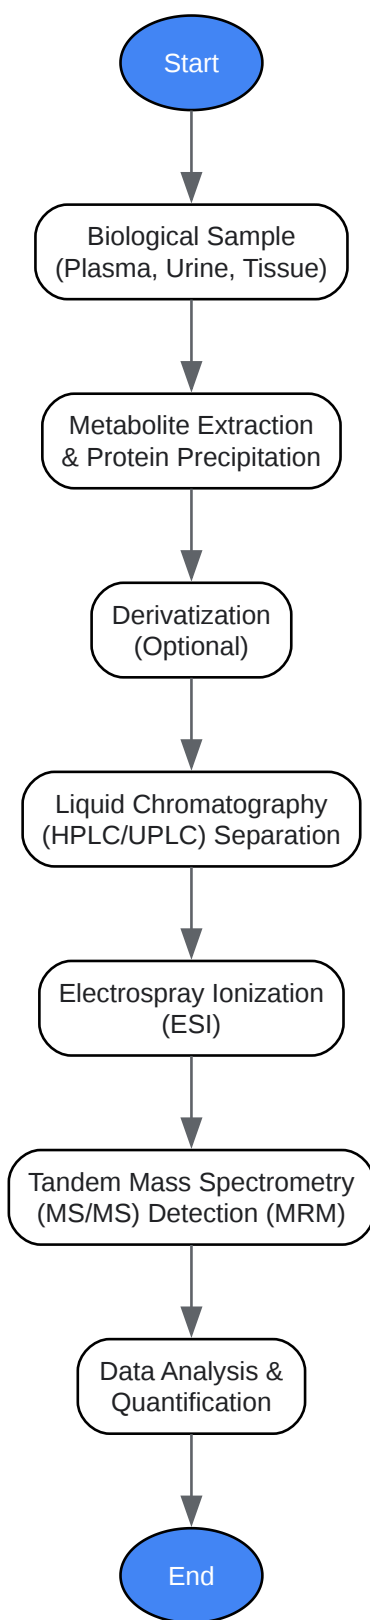 Start
Biological Sample
(Plasma, Urine, Tissue)
Metabolite Extraction
& Protein Precipitation
Derivatization
(Optional)
Liquid Chromatography
(HPLC/UPLC) Separation
Electrospray Ionization
(ESI)
Tandem Mass Spectrometry
(MS/MS) Detection (MRM)
Data Analysis &
Quantification
End